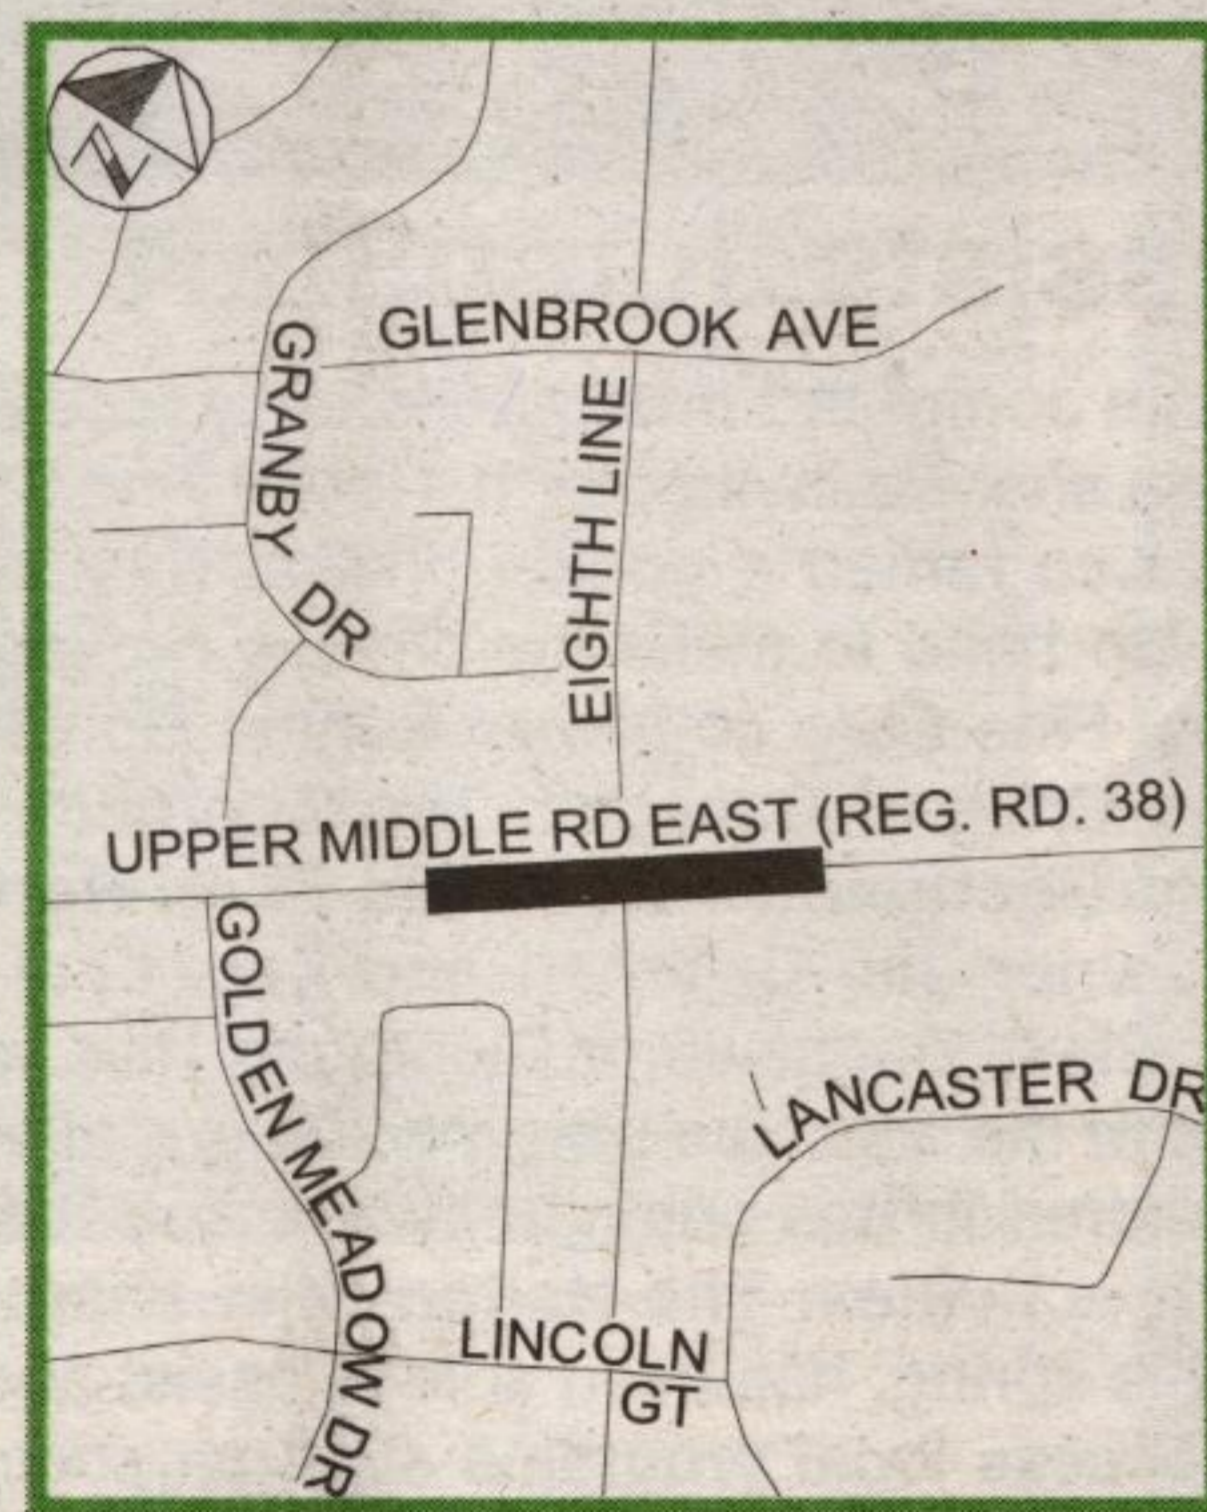 N
GLENBROOK AVE
GRANBY DR
EIGHTH LINE
UPPER MIDDLE RD EAST (REG. RD. 38)
GOLDEN MEADOW DR
LANCASTER DR
LINCOLN
GT